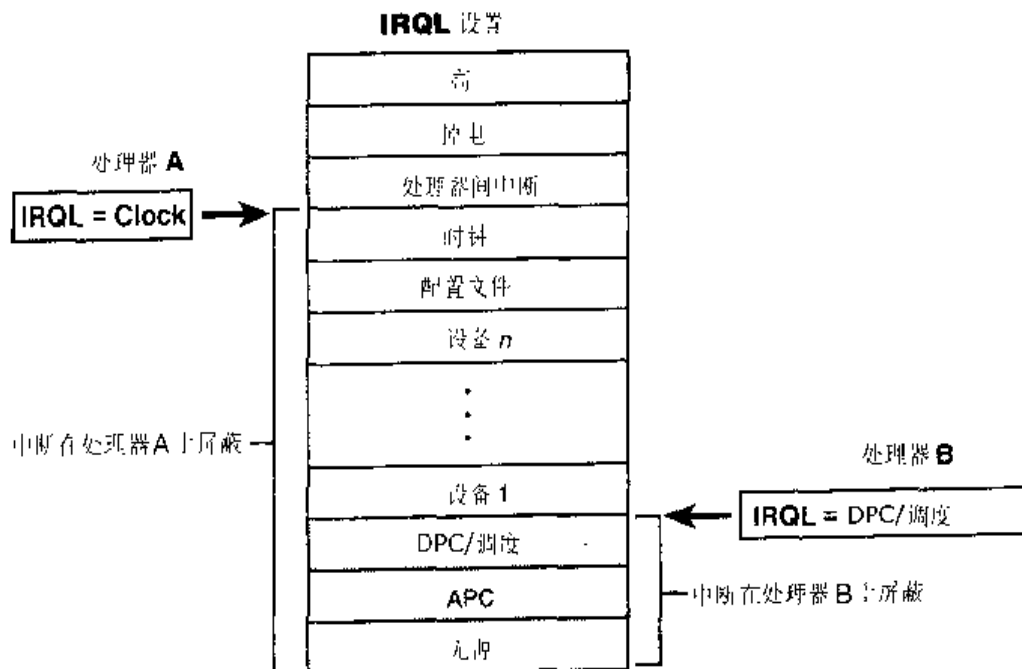 IRQL 设置
高
掉电
处理器 A
处理器间中断
IRQL = Clock
时钟
配置文件
设备 n
中断在处理器 A 上屏蔽
处理器 B
设备 1
IRQL = DPC/调度
DPC/调度
中断在处理器 B 上屏蔽
APC
无源